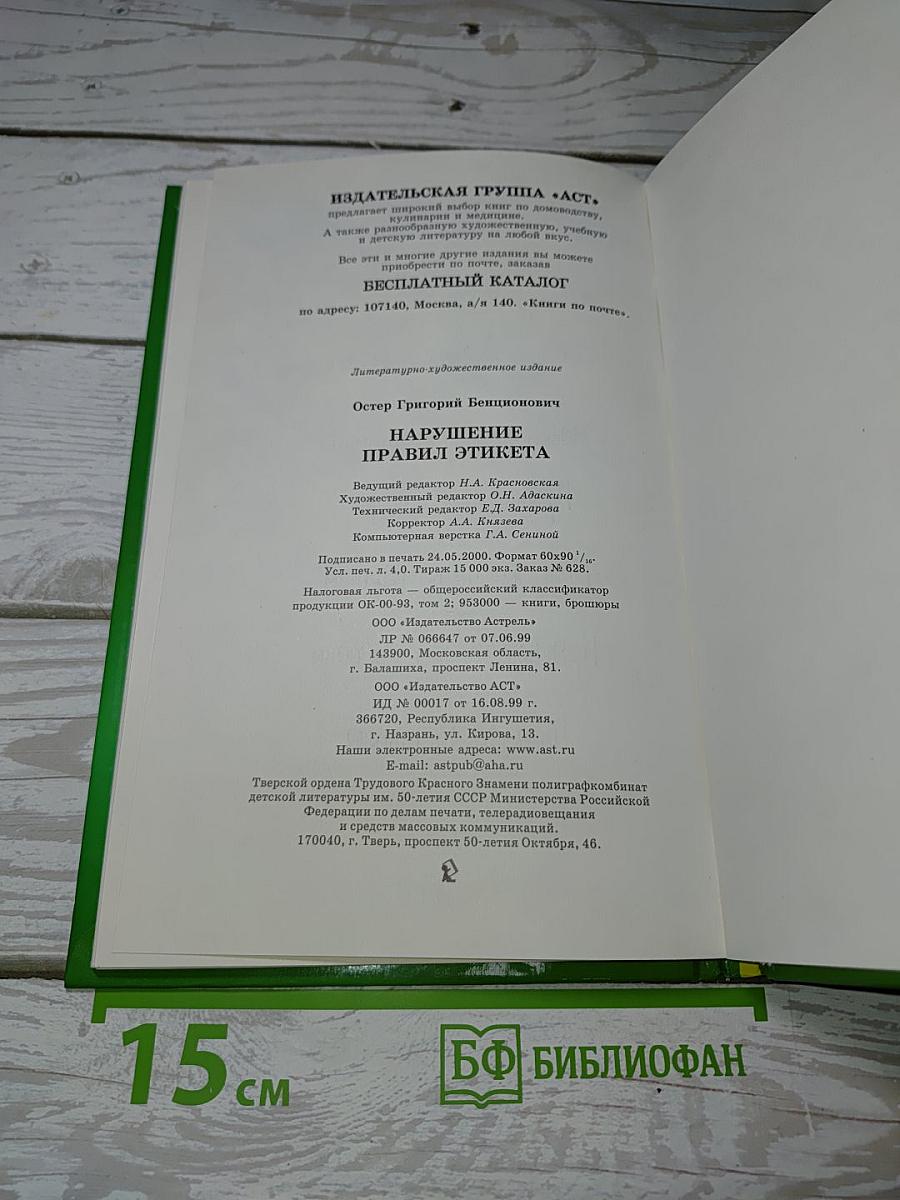 ИЗДАТЕЛЬСКАЯ ГРУППА «АСТ»
предлагает широкий выбор книг по домоводству,
кулинарии и медицине.
А также разнообразную художественную, учебную
и детскую литературу на любой вкус.
Все эти и многие другие издания вы можете
приобрести по почте, заказав
БЕСПЛАТНЫЙ КАТАЛОГ
по адресу: 107140, Москва, а/я 140. «Книги по почте».
Литературно-художественное издание
Остер Григорий Бенционович
НАРУШЕНИЕ
ПРАВИЛ ЭТИКЕТА
Ведущий редактор Н.А. Красновская
Художественный редактор О.Н. Адаскина
Технический редактор Е.Д. Захарова
Корректор А.А. Князева
Компьютерная верстка Г.А. Сениной
Подписано в печать 24.05.2000. Формат 60х90 1/16.
Усл. печ. л. 4,0. Тираж 15 000 экз. Заказ № 628.
Налоговая льгота — общероссийский классификатор
продукции ОК-00-93, том 2; 953000 — книги, брошюры
ООО «Издательство Астрель»
ЛР № 066647 от 07.06.99
143900, Московская область,
г. Балашиха, проспект Ленина, 81.
ООО «Издательство АСТ»
ИД № 00017 от 16.08.99 г.
366720, Республика Ингушетия,
г. Назрань, ул. Кирова, 13.
Наши электронные адреса: www.ast.ru
E-mail: astpub@aha.ru
Тверской ордена Трудового Красного Знамени полиграфкомбинат
детской литературы им. 50-летия СССР Министерства Российской
Федерации по делам печати, телерадиовещания
и средств массовых коммуникаций.
170040, г. Тверь, проспект 50-летия Октября, 46.
15 см
БФ БИБЛИОФАН